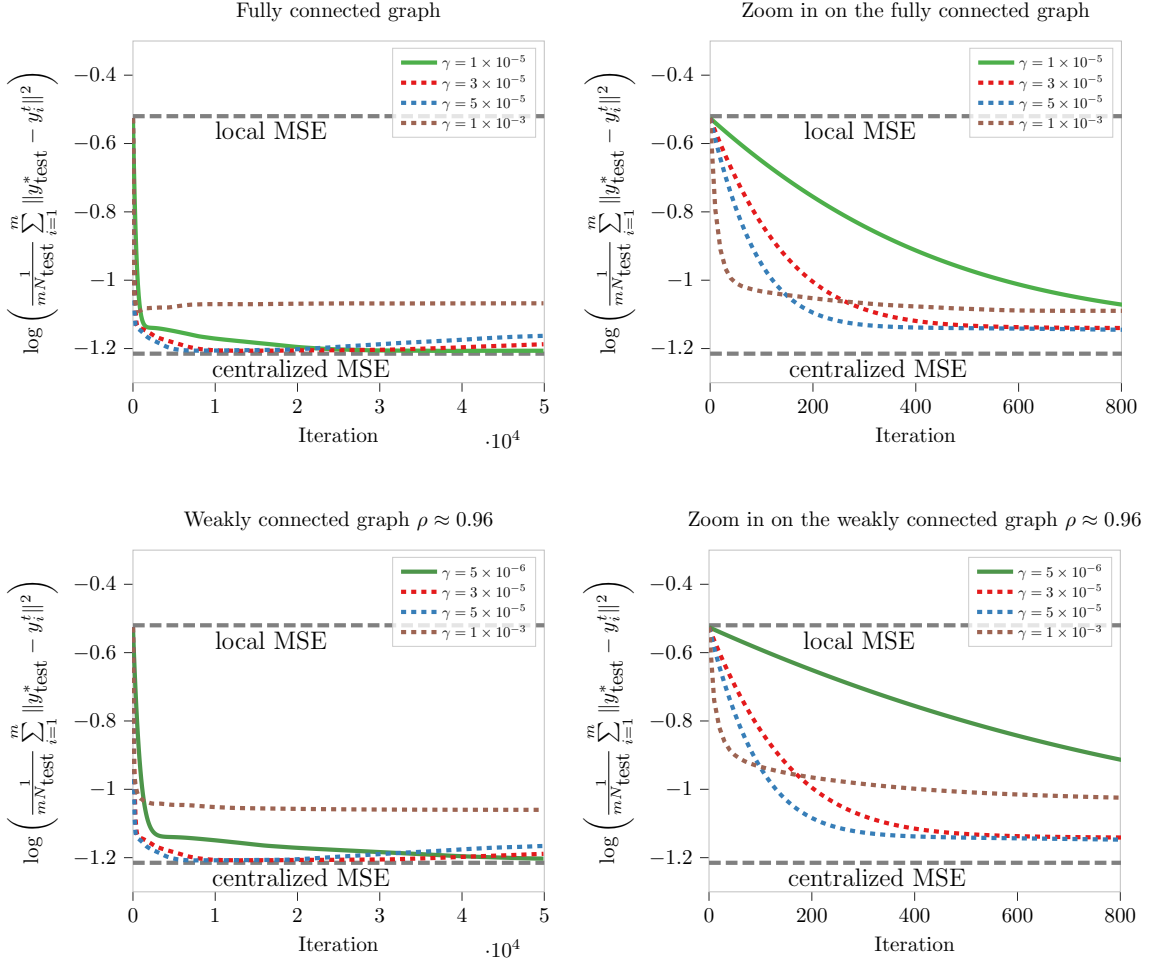 Fully connected graph
log ( 1/(mN_test) ∑_{i=1}^{m} ‖y*_test − y_i^t‖² )
−0.4
−0.6
−0.8
−1
−1.2
γ = 1 × 10⁻⁵
γ = 3 × 10⁻⁵
γ = 5 × 10⁻⁵
γ = 1 × 10⁻³
local MSE
centralized MSE
0 1 2 3 4 5
Iteration
·10⁴
Zoom in on the fully connected graph
log ( 1/(mN_test) ∑_{i=1}^{m} ‖y*_test − y_i^t‖² )
−0.4
−0.6
−0.8
−1
−1.2
γ = 1 × 10⁻⁵
γ = 3 × 10⁻⁵
γ = 5 × 10⁻⁵
γ = 1 × 10⁻³
local MSE
centralized MSE
0 200 400 600 800
Iteration
Weakly connected graph ρ ≈ 0.96
log ( 1/(mN_test) ∑_{i=1}^{m} ‖y*_test − y_i^t‖² )
−0.4
−0.6
−0.8
−1
−1.2
γ = 5 × 10⁻⁶
γ = 3 × 10⁻⁵
γ = 5 × 10⁻⁵
γ = 1 × 10⁻³
local MSE
centralized MSE
0 1 2 3 4 5
Iteration
·10⁴
Zoom in on the weakly connected graph ρ ≈ 0.96
log ( 1/(mN_test) ∑_{i=1}^{m} ‖y*_test − y_i^t‖² )
−0.4
−0.6
−0.8
−1
−1.2
γ = 5 × 10⁻⁶
γ = 3 × 10⁻⁵
γ = 5 × 10⁻⁵
γ = 1 × 10⁻³
local MSE
centralized MSE
0 200 400 600 800
Iteration